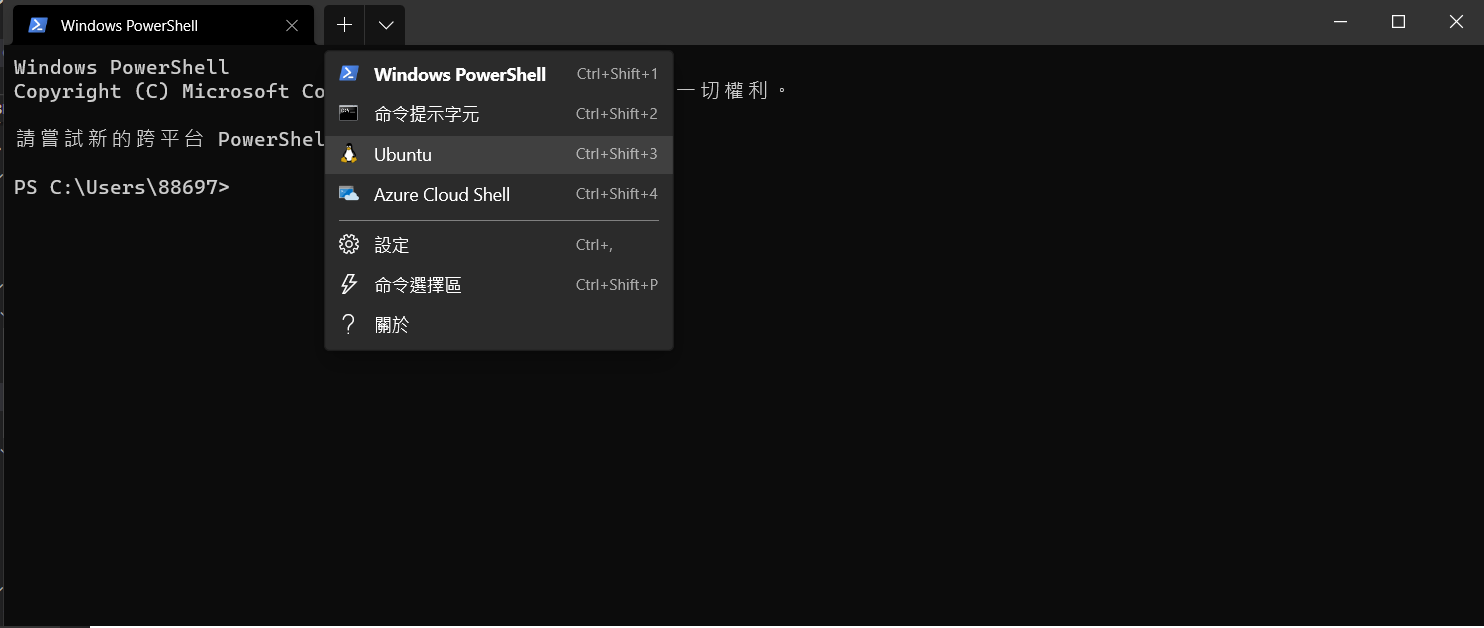 Windows PowerShell
Windows PowerShell
Copyright (C) Microsoft Co
一切權利。
請嘗試新的跨平台 PowerShel
PS C:\Users\88697>
Windows PowerShell Ctrl+Shift+1
命令提示字元 Ctrl+Shift+2
Ubuntu Ctrl+Shift+3
Azure Cloud Shell Ctrl+Shift+4
設定 Ctrl+,
命令選擇區 Ctrl+Shift+P
關於